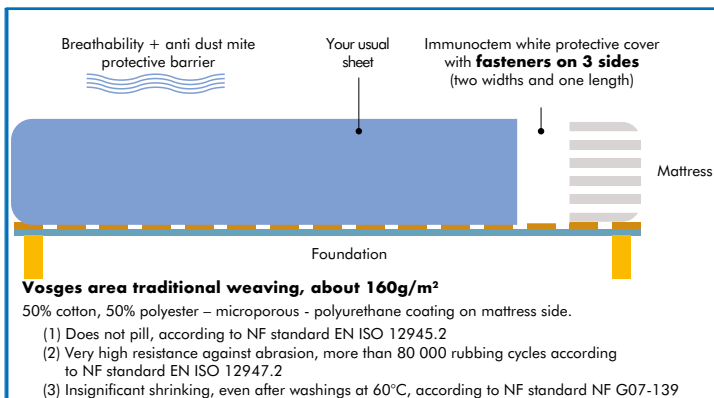 Breathability + anti dust mite
protective barrier
Your usual
sheet
Immunoctem white protective cover
with fasteners on 3 sides
(two widths and one length)
Mattress
Foundation
Vosges area traditional weaving, about 160g/m²
50% cotton, 50% polyester – microporous - polyurethane coating on mattress side.
(1) Does not pill, according to NF standard EN ISO 12945.2
(2) Very high resistance against abrasion, more than 80 000 rubbing cycles according
to NF standard EN ISO 12947.2
(3) Insignificant shrinking, even after washings at 60°C, according to NF standard NF G07-139